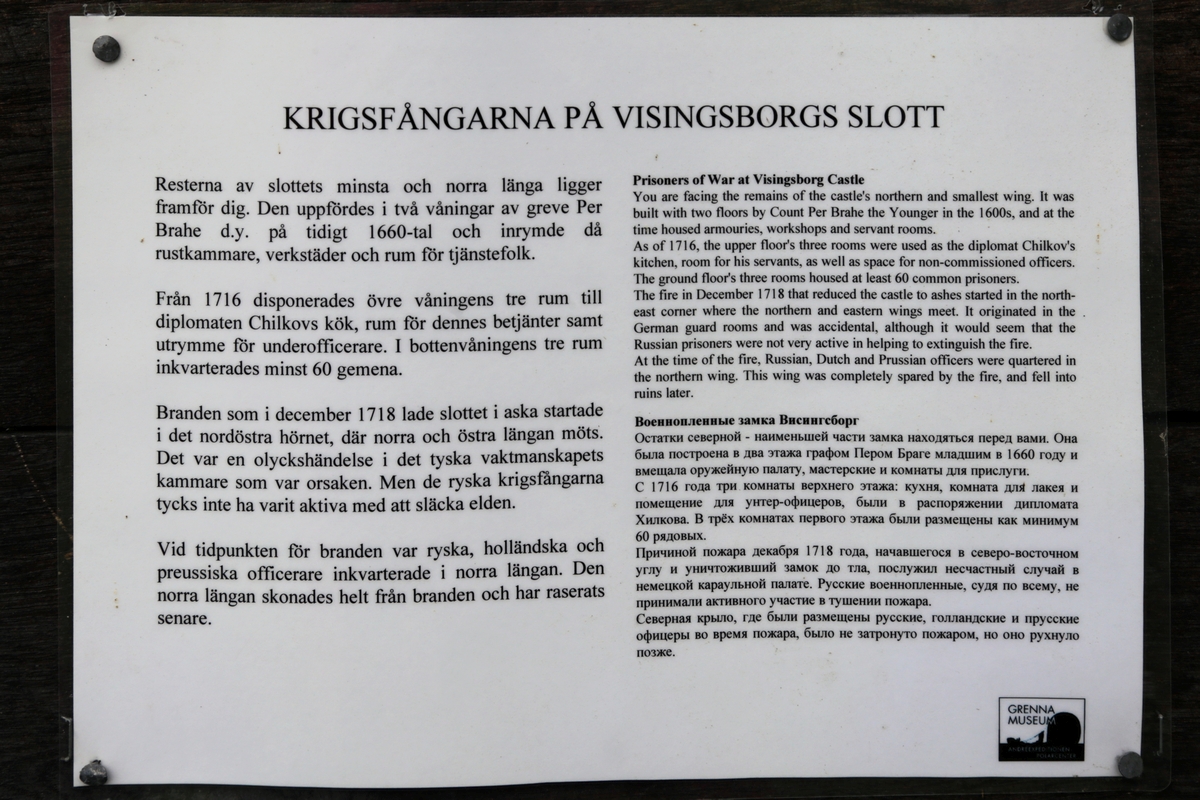 KRIGSFÅNGARNA PÅ VISINGSBORGS SLOTT
Resterna av slottets minsta och norra länga ligger
framför dig. Den uppfördes i två våningar av greve Per
Brahe d.y. på tidigt 1660-tal och inrymde då
rustkammare, verkstäder och rum för tjänstefolk.
Från 1716 disponerades övre våningens tre rum till
diplomaten Chilkovs kök, rum för dennes betjänter samt
utrymme för underofficerare. I bottenvåningens tre rum
inkvarterades minst 60 gemena.
Branden som i december 1718 lade slottet i aska startade
i det nordöstra hörnet, där norra och östra längan möts.
Det var en olyckshändelse i det tyska vaktmanskapets
kammare som var orsaken. Men de ryska krigsfångarna
tycks inte ha varit aktiva med att släcka elden.
Vid tidpunkten för branden var ryska, holländska och
preussiska officerare inkvarterade i norra längan. Den
norra längan skonades helt från branden och har raserats
senare.
Prisoners of War at Visingsborg Castle
You are facing the remains of the castle's northern and smallest wing. It was
built with two floors by Count Per Brahe the Younger in the 1600s, and at the
time housed armouries, workshops and servant rooms.
As of 1716, the upper floor's three rooms were used as the diplomat Chilkov's
kitchen, room for his servants, as well as space for non-commissioned officers.
The ground floor's three rooms housed at least 60 common prisoners.
The fire in December 1718 that reduced the castle to ashes started in the north-
east corner where the northern and eastern wings meet. It originated in the
German guard rooms and was accidental, although it would seem that the
Russian prisoners were not very active in helping to extinguish the fire.
At the time of the fire, Russian, Dutch and Prussian officers were quartered in
the northern wing. This wing was completely spared by the fire, and fell into
ruins later.
Военнопленные замка Висингсборг
Остатки северной - наименьшей части замка находяться перед вами. Она
была построена в два этажа графом Пером Браге младшим в 1660 году и
вмещала оружейную палату, мастерские и комнаты для прислуги.
С 1716 года три комнаты верхнего этажа: кухня, комната для лакея и
помещение для унтер-офицеров, были в распоряжении дипломата
Хилкова. В трёх комнатах первого этажа были размещены как минимум
60 рядовых.
Причиной пожара декабря 1718 года, начавшегося в северо-восточном
углу и уничтоживший замок до тла, послужил несчастный случай в
немецкой караульной палате. Русские военнопленные, судя по всему, не
принимали активного участие в тушении пожара.
Северная крыло, где были размещены русские, голландские и прусские
офицеры во время пожара, было не затронуто пожаром, но оно рухнуло
позже.
GRENNA
MUSEUM
ANDRÉEXPEDITIONEN
POLARCENTER